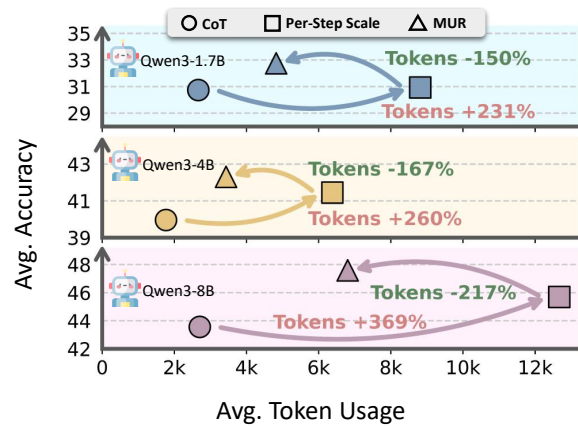 CoT Per-Step Scale MUR
35
33
31
29
Qwen3-1.7B
Tokens -150%
Tokens +231%
43
41
39
Qwen3-4B
Tokens -167%
Tokens +260%
48
46
44
42
Qwen3-8B
Tokens -217%
Tokens +369%
0 2k 4k 6k 8k 10k 12k
Avg. Accuracy
Avg. Token Usage